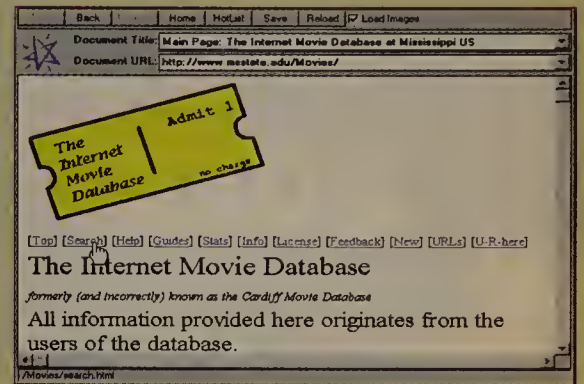 Back Home HotList Save Reload Load Images
Document Title: Main Page: The Internet Movie Database at Mississippi US
Document URL: http://www.msstate.edu/Movies/
The Internet Movie Database
Admit 1
no charge
[Top] [Search] [Help] [Guides] [Stats] [Info] [License] [Feedback] [New] [URLs] [U-R-here]
The Internet Movie Database
formerly (and incorrectly) known as the Cardiff Movie Database
All information provided here originates from the
users of the database.
/Movies/search.html